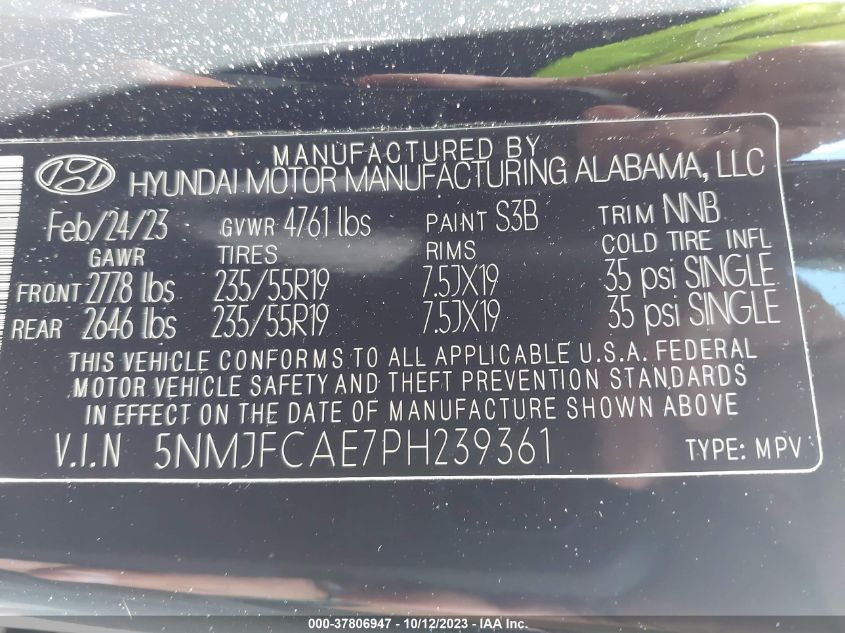 MANUFACTURED BY
HYUNDAI MOTOR MANUFACTURING ALABAMA, LLC
Feb/24/23 GVWR 4761 lbs PAINT S3B TRIM NNB
GAWR TIRES RIMS COLD TIRE INFL
FRONT 2778 lbs 235/55R19 7.5JX19 35 psi SINGLE
REAR 2646 lbs 235/55R19 7.5JX19 35 psi SINGLE
THIS VEHICLE CONFORMS TO ALL APPLICABLE U.S.A. FEDERAL
MOTOR VEHICLE SAFETY AND THEFT PREVENTION STANDARDS
IN EFFECT ON THE DATE OF MANUFACTURE SHOWN ABOVE
V.I.N 5NMJFCAE7PH239361 TYPE: MPV
000-37806947 - 10/12/2023 - IAA Inc.